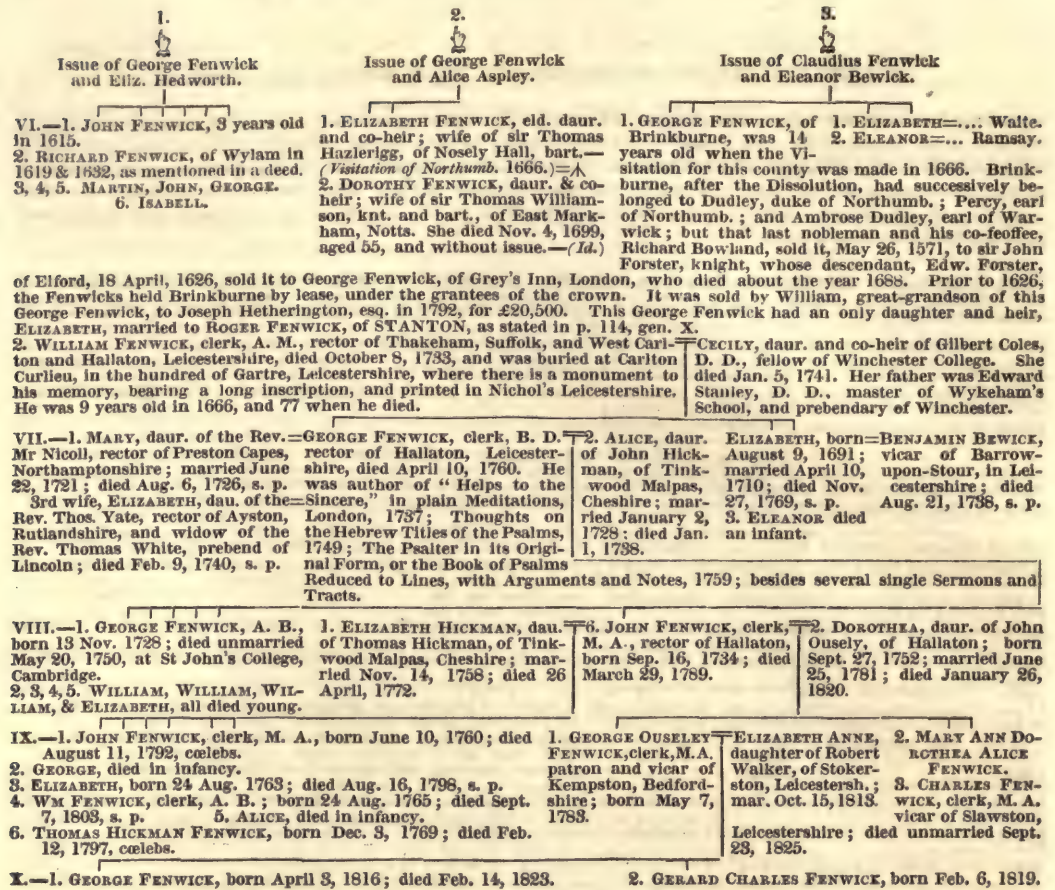 1.
Issue of George Fenwick
and Eliz. Hedworth.
2.
Issue of George Fenwick
and Alice Aspley.
3.
Issue of Claudius Fenwick
and Eleanor Bewick.
VI.—1. JOHN FENWICK, 3 years old
in 1615.
2. RICHARD FENWICK, of Wylam in
1619 & 1632, as mentioned in a deed.
3, 4, 5. MARTIN, JOHN, GEORGE.
6. ISABELL.
1. ELIZABETH FENWICK, eld. daur.
and co-heir; wife of sir Thomas
Hazlerigg, of Nosely Hall, bart.—
(Visitation of Northumb. 1666.)=
2. DOROTHY FENWICK, daur. & co-
heir; wife of sir Thomas William-
son, knt. and bart., of East Mark-
ham, Notts. She died Nov. 4, 1699,
aged 55, and without issue.—(Id.)
1. GEORGE FENWICK, of
Brinkburne, was 14
years old when the Vi-
1. ELIZABETH=.... Waite.
2. ELEANOR=... Ramsay.
sitation for this county was made in 1666. Brink-
burne, after the Dissolution, had successively be-
longed to Dudley, duke of Northumb.; Percy, earl
of Northumb.; and Ambrose Dudley, earl of War-
wick; but that last nobleman and his co-feoffee,
Richard Bowland, sold it, May 26, 1571, to sir John
Forster, knight, whose descendant, Edw. Forster,
of Elford, 18 April, 1626, sold it to George Fenwick, of Grey's Inn, London, who died about the year 1688. Prior to 1626,
the Fenwicks held Brinkburne by lease, under the grantees of the crown. It was sold by William, great-grandson of this
George Fenwick, to Joseph Hetherington, esq. in 1792, for £20,500. This George Fenwick had an only daughter and heir,
ELIZABETH, married to ROGER FENWICK, of STANTON, as stated in p. 114, gen. X.
2. WILLIAM FENWICK, clerk, A. M., rector of Thakeham, Suffolk, and West Carl-
ton and Hallaton, Leicestershire, died October 8, 1733, and was buried at Carlton
Curlieu, in the hundred of Gartre, Leicestershire, where there is a monument to
his memory, bearing a long inscription, and printed in Nichol's Leicestershire.
He was 9 years old in 1666, and 77 when he died.
=CECILY, daur. and co-heir of Gilbert Coles,
D. D., fellow of Winchester College. She
died Jan. 5, 1741. Her father was Edward
Stanley, D. D., master of Wykeham's
School, and prebendary of Winchester.
VII.—1. MARY, daur. of the Rev.
Mr Nicoll, rector of Preston Capes,
Northamptonshire; married June
22, 1721; died Aug. 6, 1726, s. p.
3rd wife, ELIZABETH, dau. of the
Rev. Thos. Yate, rector of Ayston,
Rutlandshire, and widow of the
Rev. Thomas White, prebend of
Lincoln; died Feb. 9, 1740, s. p.
=GEORGE FENWICK, clerk, B. D.
rector of Hallaton, Leicester-
shire, died April 10, 1760. He
was author of "Helps to the
=Sincere," in plain Meditations,
London, 1737; Thoughts on
the Hebrew Titles of the Psalms,
1749; The Psalter in its Origi-
nal Form, or the Book of Psalms
Reduced to Lines, with Arguments and Notes, 1759; besides several single Sermons and
Tracts.
=2. ALICE, daur.
of John Hick-
man, of Tink-
wood Malpas,
Cheshire; mar-
ried January 2,
1728: died Jan.
1, 1738.
ELIZABETH, born
August 9, 1691;
married April 10,
1710; died Nov.
27, 1769, s. p.
3. ELEANOR died
an infant.
=BENJAMIN BEWICK,
vicar of Barrow-
upon-Stour, in Lei-
cestershire; died
Aug. 21, 1738, s. p.
VIII.—1. GEORGE FENWICK, A. B.,
born 13 Nov. 1728; died unmarried
May 20, 1750, at St John's College,
Cambridge.
2, 3, 4, 5. WILLIAM, WILLIAM, WIL-
LIAM, & ELIZABETH, all died young.
1. ELIZABETH HICKMAN, dau.
of Thomas Hickman, of Tink-
wood Malpas, Cheshire; mar-
ried Nov. 14, 1758; died 26
April, 1772.
=6. JOHN FENWICK, clerk,
M. A., rector of Hallaton,
born Sep. 16, 1734; died
March 29, 1789.
=2. DOROTHEA, daur. of John
Ousely, of Hallaton; born
Sept. 27, 1752; married June
25, 1781; died January 26,
1820.
IX.—1. JOHN FENWICK, clerk, M. A., born June 10, 1760; died
August 11, 1792, cœlebs.
2. GEORGE, died in infancy.
3. ELIZABETH, born 24 Aug. 1763; died Aug. 16, 1798, s. p.
4. WM FENWICK, clerk, A. B.; born 24 Aug. 1765; died Sept.
7, 1803, s. p. 5. ALICE, died in infancy.
6. THOMAS HICKMAN FENWICK, born Dec. 3, 1769; died Feb.
12, 1797, cœlebs.
1. GEORGE OUSELEY
FENWICK, clerk, M.A.
patron and vicar of
Kempston, Bedford-
shire; born May 7,
1783.
=ELIZABETH ANNE,
daughter of Robert
Walker, of Stoker-
ston, Leicestersh.;
mar. Oct. 15, 1813.
2. MARY ANN DO-
ROTHEA ALICE
FENWICK.
3. CHARLES FEN-
WICK, clerk, M. A.
vicar of Slawston,
Leicestershire; died unmarried Sept.
23, 1825.
X.—1. GEORGE FENWICK, born April 3, 1816; died Feb. 14, 1823.
2. GERARD CHARLES FENWICK, born Feb. 6, 1819.